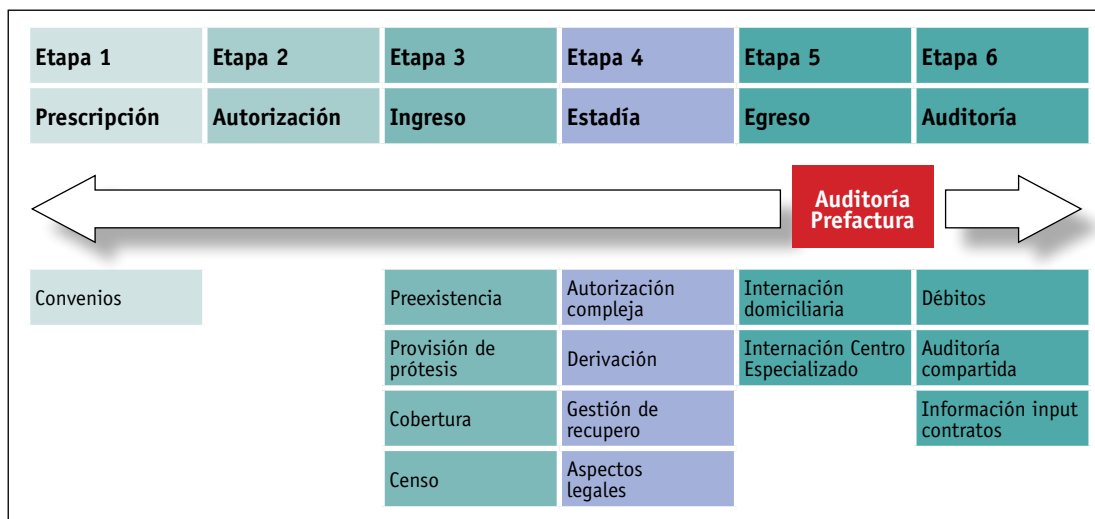 Etapa 1
Etapa 2
Etapa 3
Etapa 4
Etapa 5
Etapa 6
Prescripción
Autorización
Ingreso
Estadía
Egreso
Auditoría
Auditoría
Prefactura
Convenios
Preexistencia
Autorización
compleja
Internación
domiciliaria
Débitos
Provisión de
prótesis
Derivación
Internación Centro
Especializado
Auditoría
compartida
Cobertura
Gestión de
recupero
Información input
contratos
Censo
Aspectos
legales